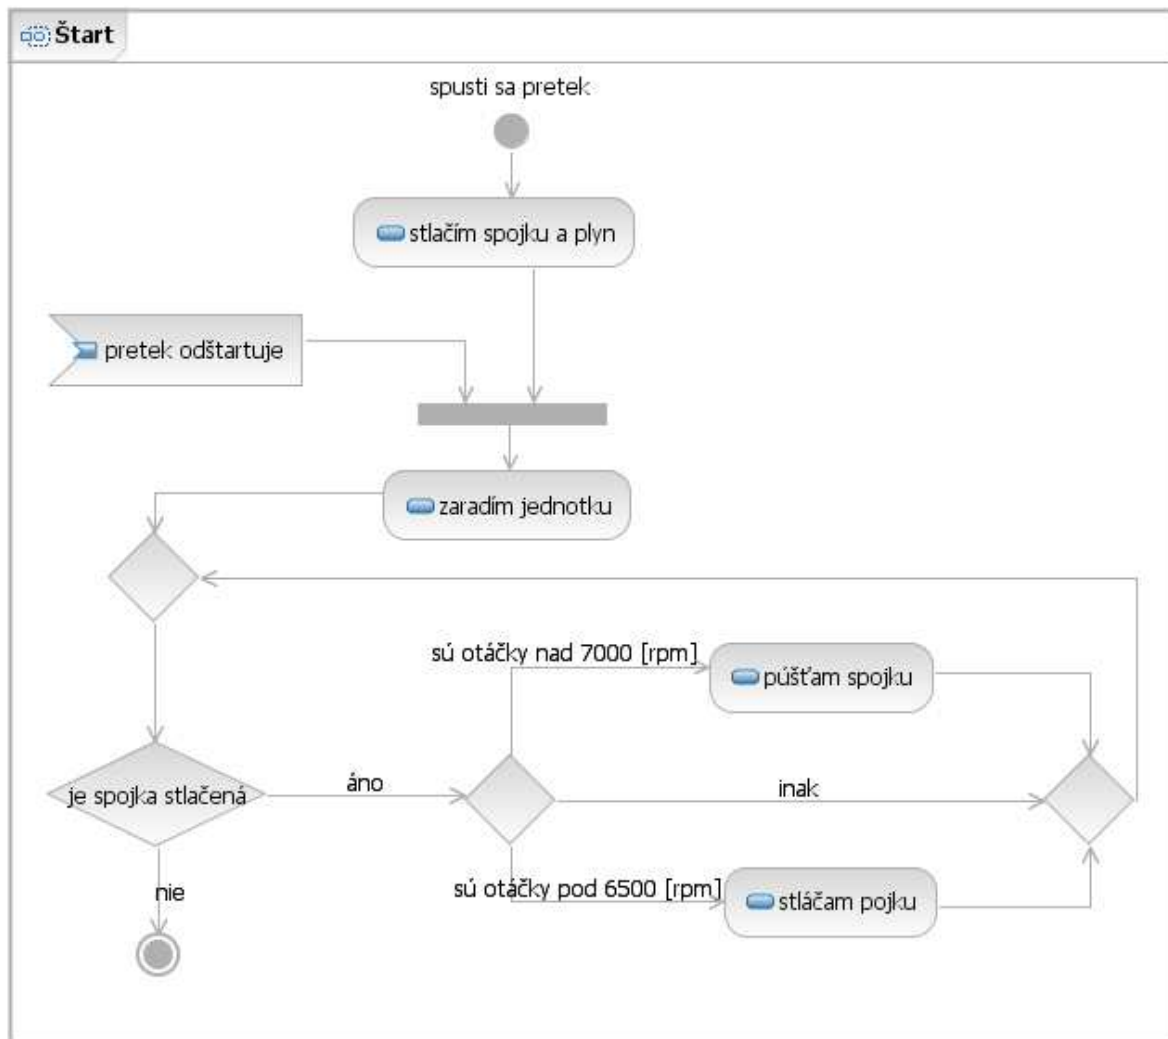 Štart
spusti sa pretek
stlačím spojku a plyn
pretek odštartuje
zaradím jednotku
sú otáčky nad 7000 [rpm]
púšťam spojku
je spojka stlačená
áno
inak
sú otáčky pod 6500 [rpm]
stláčam pojku
nie